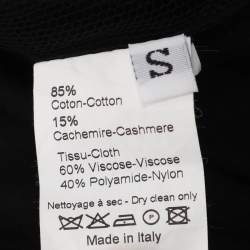 S
85%
Coton-Cotton
15%
Cachemire-Cashmere
Tissu-Cloth
60% Viscose-Viscose
40% Polyamide-Nylon
Nettoyage à sec - Dry clean only
Made in Italy